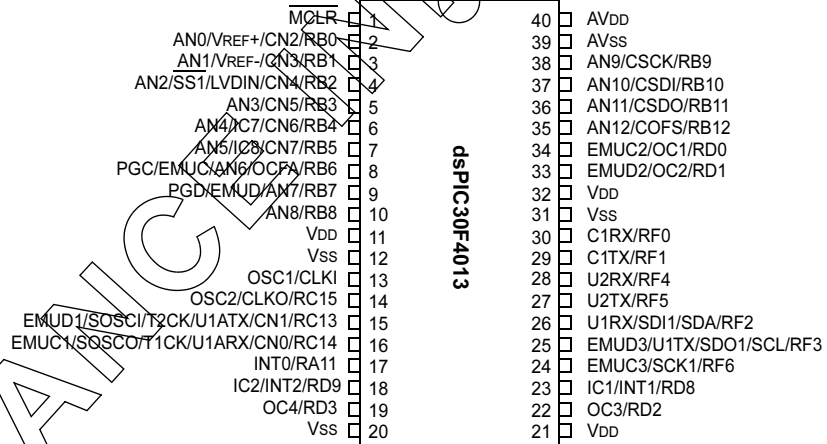 MCLR 1 40 AVDD
AN0/VREF+/CN2/RB0 2 39 AVSS
AN1/VREF-/CN3/RB1 3 38 AN9/CSCK/RB9
AN2/SS1/LVDIN/CN4/RB2 4 37 AN10/CSDI/RB10
AN3/CN5/RB3 5 36 AN11/CSDO/RB11
AN4/IC7/CN6/RB4 6 35 AN12/COFS/RB12
AN5/IC8/CN7/RB5 7 34 EMUC2/OC1/RD0
PGC/EMUC/AN6/OCFA/RB6 8 33 EMUD2/OC2/RD1
PGD/EMUD/AN7/RB7 9 32 VDD
AN8/RB8 10 31 VSS
VDD 11 30 C1RX/RF0
VSS 12 29 C1TX/RF1
OSC1/CLKI 13 28 U2RX/RF4
OSC2/CLKO/RC15 14 27 U2TX/RF5
EMUD1/SOSCI/T2CK/U1ATX/CN1/RC13 15 26 U1RX/SDI1/SDA/RF2
EMUC1/SOSCO/T1CK/U1ARX/CN0/RC14 16 25 EMUD3/U1TX/SDO1/SCL/RF3
INT0/RA11 17 24 EMUC3/SCK1/RF6
IC2/INT2/RD9 18 23 IC1/INT1/RD8
OC4/RD3 19 22 OC3/RD2
VSS 20 21 VDD
dsPIC30F4013